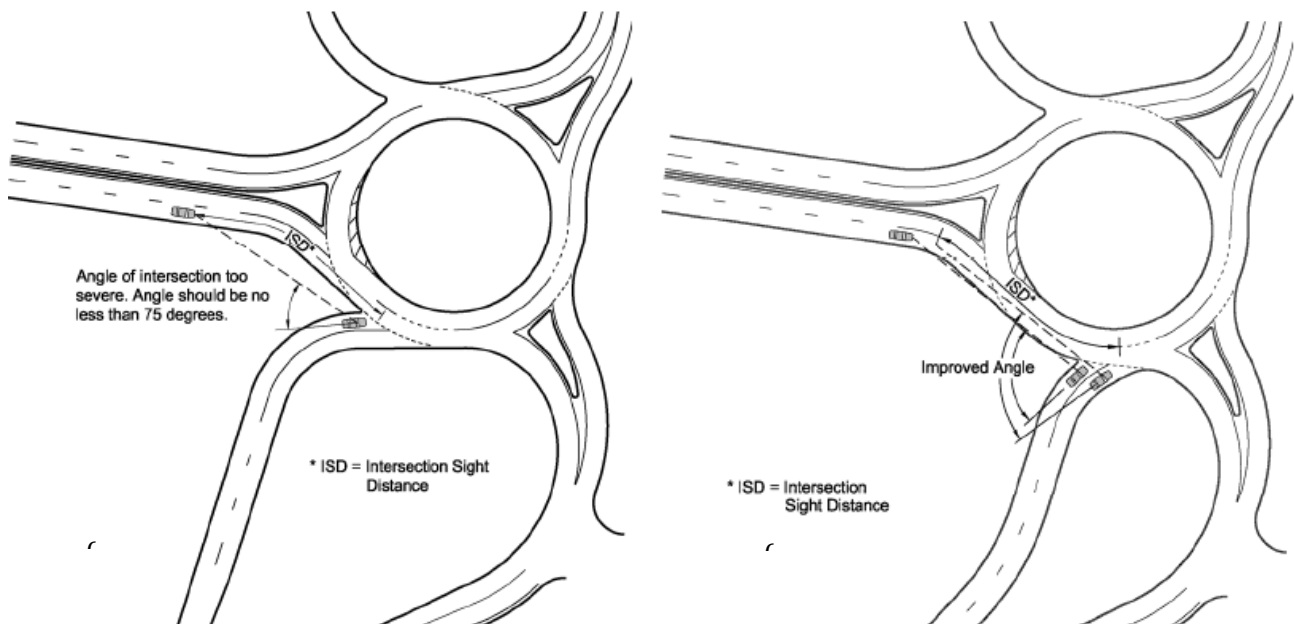 ISD*
Angle of intersection too
severe. Angle should be no
less than 75 degrees.
* ISD = Intersection Sight
Distance
ISD*
Improved Angle
* ISD = Intersection
Sight Distance